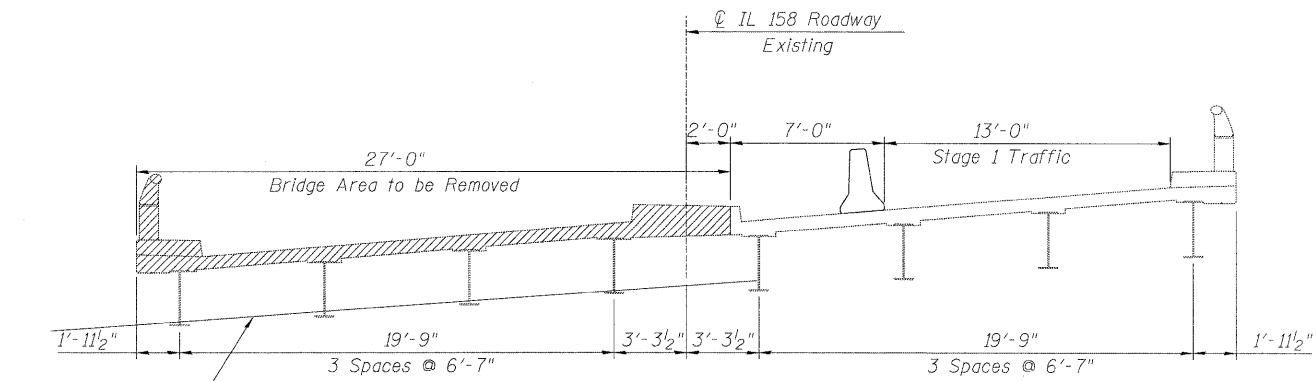 ℄ IL 158 Roadway
Existing
2'-0" 7'-0" 13'-0"
Stage 1 Traffic
27'-0"
Bridge Area to be Removed
1'-11½" 19'-9" 3'-3½" 3'-3½" 19'-9" 1'-11½"
3 Spaces @ 6'-7" 3 Spaces @ 6'-7"